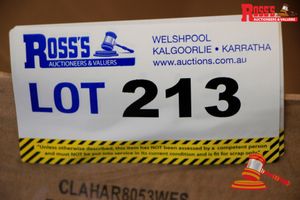 ROSS'S
AUCTIONEERS & VALUERS
ROSS'S
AUCTIONEERS & VALUERS
WELSHPOOL
KALGOORLIE • KARRATHA
www.auctions.com.au
LOT 213
"Unless otherwise described, this item has NOT been assessed by a competent person
and must NOT be put into service in its current condition and is fit for scrap only."
CLAHAR8053WES